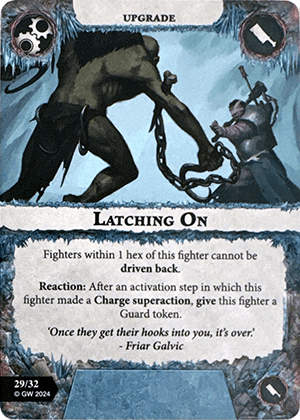 UPGRADE
LATCHING ON
Fighters within 1 hex of this fighter cannot be
driven back.
Reaction: After an activation step in which this
fighter made a Charge superaction, give this fighter a
Guard token.
'Once they get their hooks into you, it's over.'
- Friar Galvic
29/32
© GW 2024